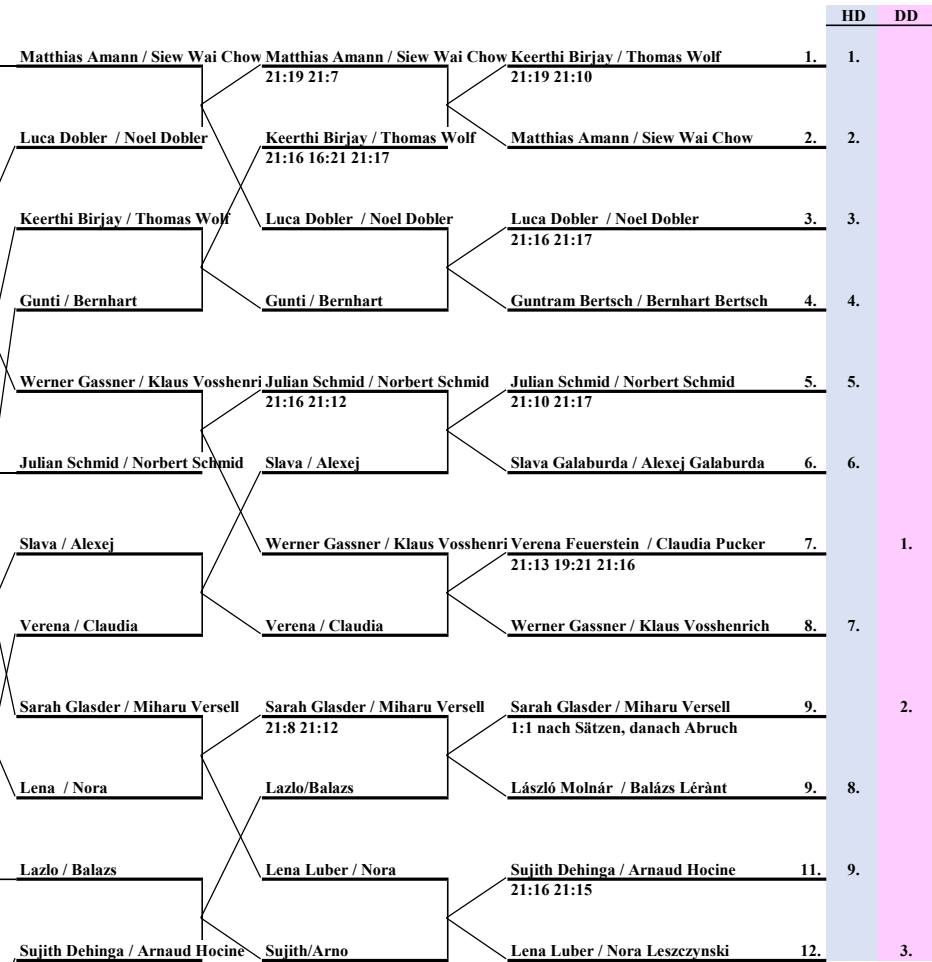 HD DD
Matthias Amann / Siew Wai Chow Matthias Amann / Siew Wai Chow Keerthi Birjay / Thomas Wolf 1. 1.
21:19 21:7 21:19 21:10
Luca Dobler / Noel Dobler Keerthi Birjay / Thomas Wolf Matthias Amann / Siew Wai Chow 2. 2.
21:16 16:21 21:17
Keerthi Birjay / Thomas Wolf Luca Dobler / Noel Dobler Luca Dobler / Noel Dobler 3. 3.
21:16 21:17
Gunti / Bernhart Gunti / Bernhart Guntram Bertsch / Bernhart Bertsch 4. 4.
Werner Gassner / Klaus Vosshenri Julian Schmid / Norbert Schmid Julian Schmid / Norbert Schmid 5. 5.
21:16 21:12 21:10 21:17
Julian Schmid / Norbert Schmid Slava / Alexej Slava Galaburda / Alexej Galaburda 6. 6.
Slava / Alexej Werner Gassner / Klaus Vosshenri Verena Feuerstein / Claudia Pucker 7. 1.
21:13 19:21 21:16
Verena / Claudia Verena / Claudia Werner Gassner / Klaus Vosshenrich 8. 7.
Sarah Glasder / Miharu Versell Sarah Glasder / Miharu Versell Sarah Glasder / Miharu Versell 9. 2.
21:8 21:12 1:1 nach Sätzen, danach Abruch
Lena / Nora Lazlo/Balazs László Molnár / Balázs Lérànt 9. 8.
Lazlo / Balazs Lena Luber / Nora Sujith Dehinga / Arnaud Hocine 11. 9.
21:16 21:15
Sujith Dehinga / Arnaud Hocine Sujith/Arno Lena Luber / Nora Leszczynski 12. 3.